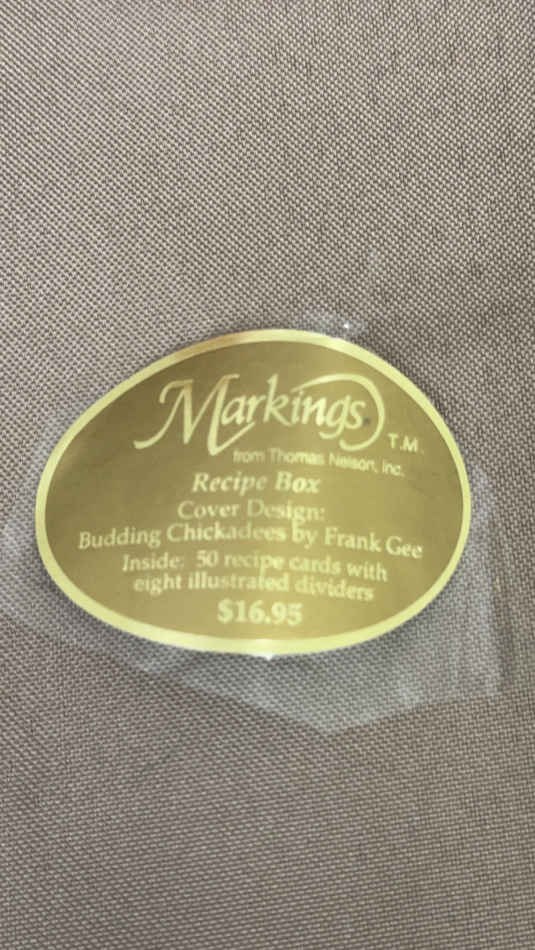 Markings® T.M.
from Thomas Nelson, Inc.
Recipe Box
Cover Design:
Budding Chickadees by Frank Gee
Inside: 50 recipe cards with
eight illustrated dividers
$16.95